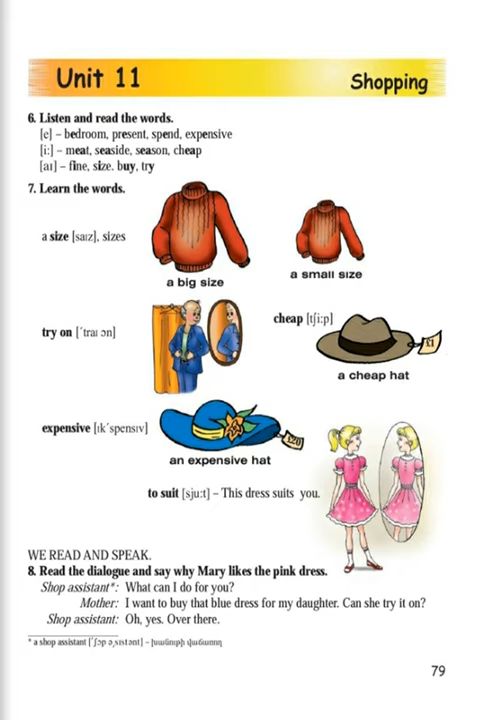 Unit 11
Shopping
6. Listen and read the words.
[e] – bedroom, present, spend, expensive
[i:] – meat, seaside, season, cheap
[aɪ] – fine, size. buy, try
7. Learn the words.
a size [saɪz], sizes
a big size
a small size
try on [ˈtraɪ ɔn]
cheap [tʃi:p]
£3
a cheap hat
expensive [ɪkˈspensɪv]
£20
an expensive hat
to suit [sju:t] – This dress suits you.
WE READ AND SPEAK.
8. Read the dialogue and say why Mary likes the pink dress.
Shop assistant*: What can I do for you?
Mother: I want to buy that blue dress for my daughter. Can she try it on?
Shop assistant: Oh, yes. Over there.
* a shop assistant [ˈʃɔp əˌsɪstənt] – խանութի վաճառող
79